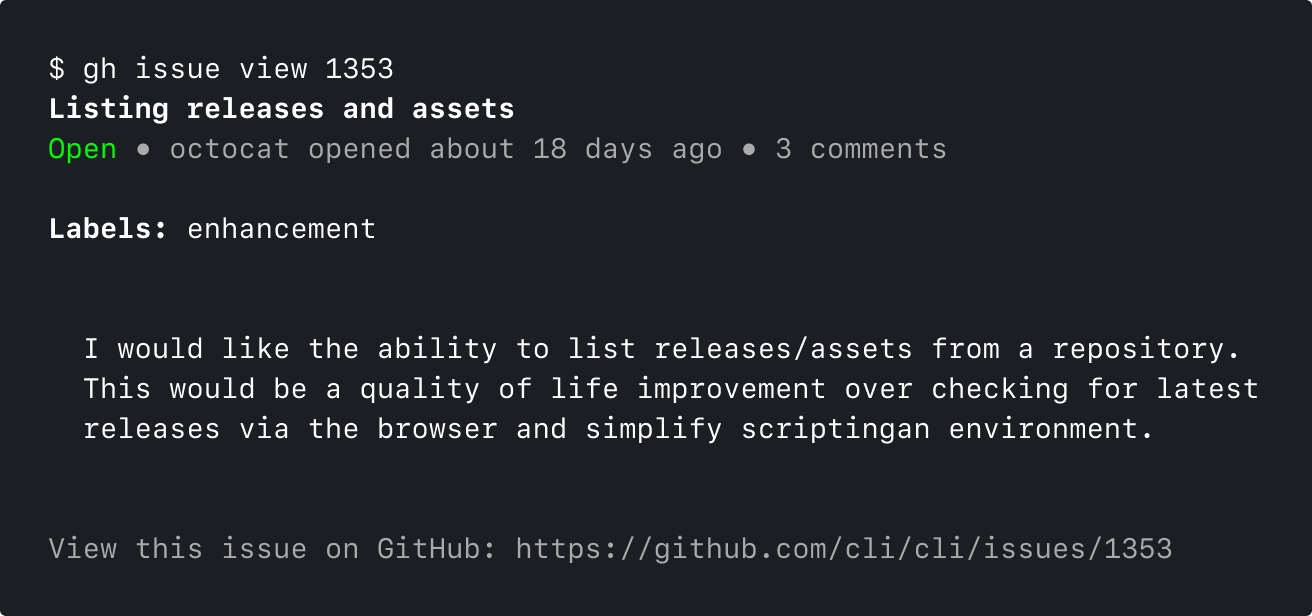 $ gh issue view 1353
Listing releases and assets
Open • octocat opened about 18 days ago • 3 comments
Labels: enhancement
I would like the ability to list releases/assets from a repository.
This would be a quality of life improvement over checking for latest
releases via the browser and simplify scriptingan environment.
View this issue on GitHub: https://github.com/cli/cli/issues/1353